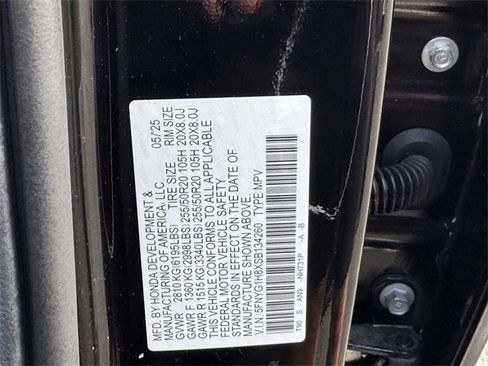 MANUFACTURED BY HONDA DEVELOPMENT &
MANUFACTURING OF AMERICA, LLC 05/25
GVWR 2810 KG(6195LBS) TIRE SIZE RIM SIZE
GAWR F 1360 KG(2998LBS) 255/50R20 105H 20X8.0J
GAWR R 1515 KG(3340LBS) 255/50R20 105H 20X8.0J
THIS VEHICLE CONFORMS TO ALL APPLICABLE
FEDERAL MOTOR VEHICLE SAFETY
STANDARDS IN EFFECT ON THE DATE OF
MANUFACTURE SHOWN ABOVE.
V.I.N.: 5FNYG1H8XSB134260 TYPE:MPV
T90 S AN9 -NH731P -A -B